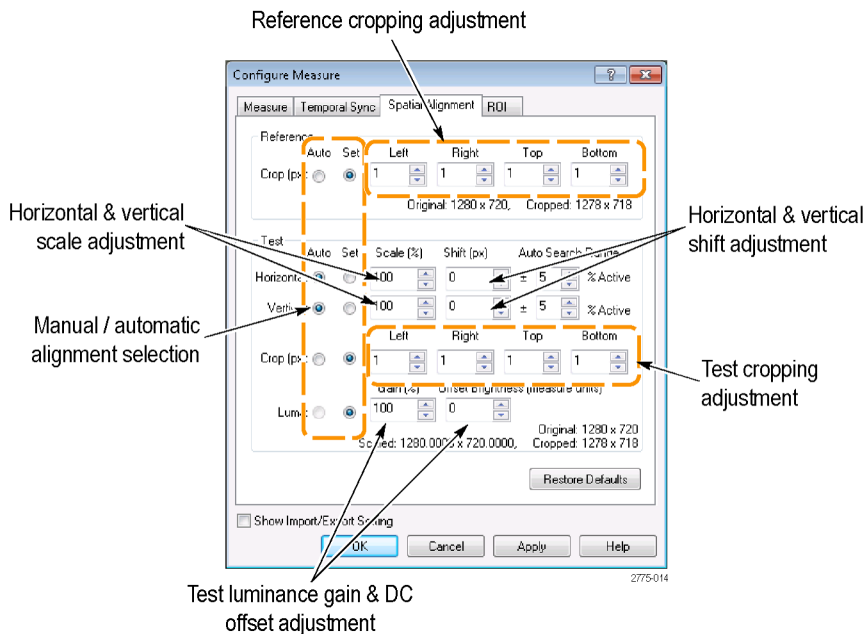 Reference cropping adjustment
Configure Measure
Measure Temporal Sync Spatial Alignment ROI
Reference
Auto Set Left Right Top Bottom
Crop (px: 1 1 1 1
Original: 1280 x 720, Cropped: 1278 x 718
Horizontal & vertical
scale adjustment
Horizontal & vertical
shift adjustment
Test
Auto Set Scale (%) Shift (px) Auto Search Range
Horizontal 100 0 ± 5 % Active
Vertical 100 0 ± 5 % Active
Manual / automatic
alignment selection
Left Right Top Bottom
Crop (px: 1 1 1 1
Test cropping
adjustment
Gain (%) Offset Brightness (measure units)
Luma: 100 0
Original: 1280 x 720
Scaled: 1280.0000 x 720.0000, Cropped: 1278 x 718
Restore Defaults
Show Import/Export Setting
OK Cancel Apply Help
2775-014
Test luminance gain & DC
offset adjustment